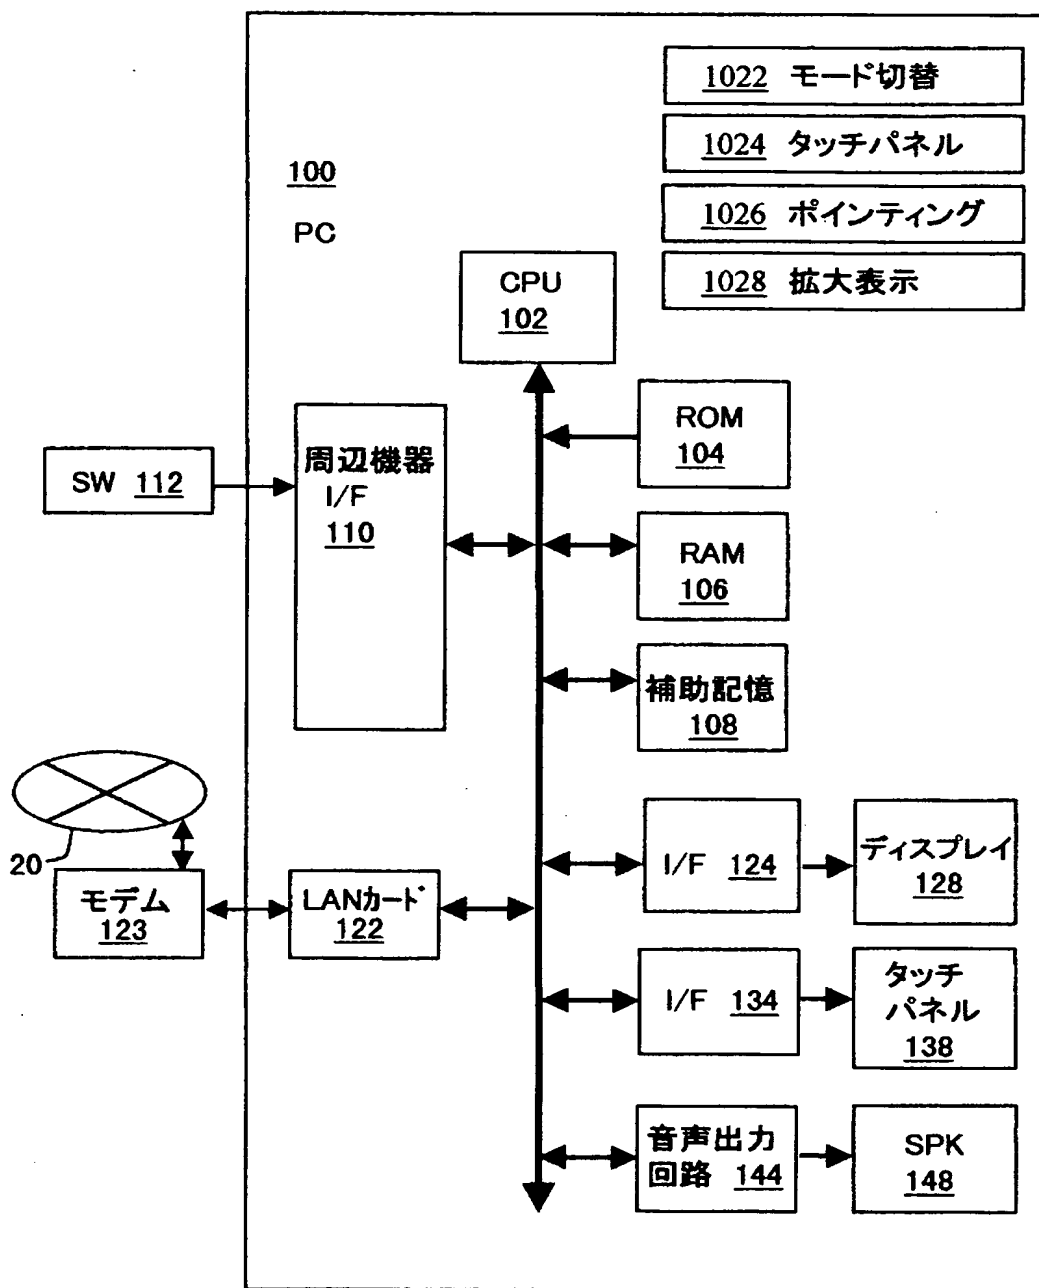 1022 モード切替
1024 タッチパネル
1026 ポインティング
1028 拡大表示
100
PC
CPU
102
ROM
104
周辺機器
I/F
110
SW 112
RAM
106
補助記憶
108
20
モデム
123
LANカード
122
I/F 124
ディスプレイ
128
I/F 134
タッチ
パネル
138
音声出力
回路 144
SPK
148